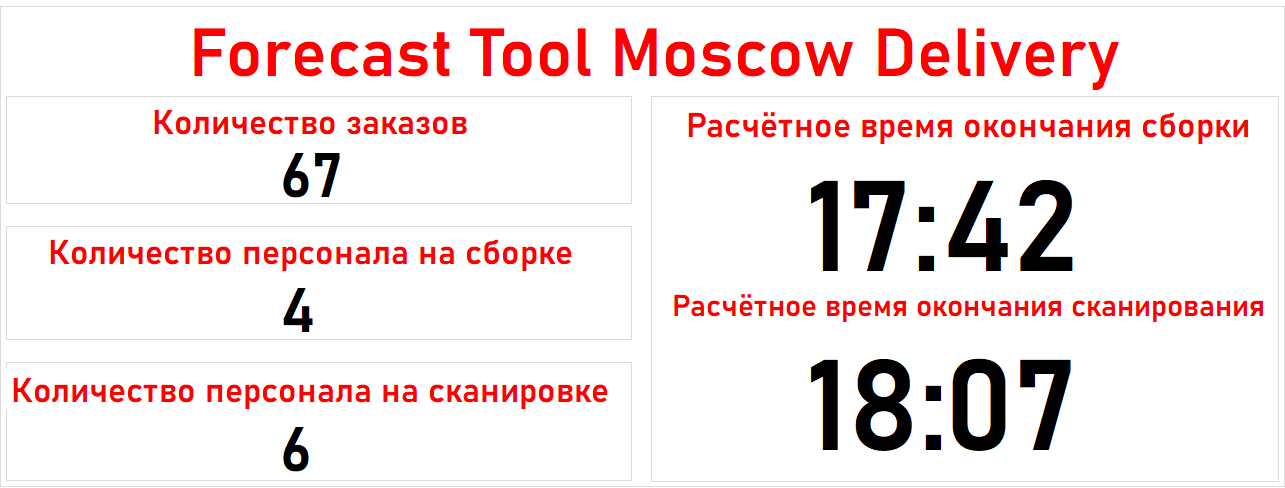 Forecast Tool Moscow Delivery
Количество заказов
67
Количество персонала на сборке
4
Количество персонала на сканировке
6
Расчётное время окончания сборки
17:42
Расчётное время окончания сканирования
18:07